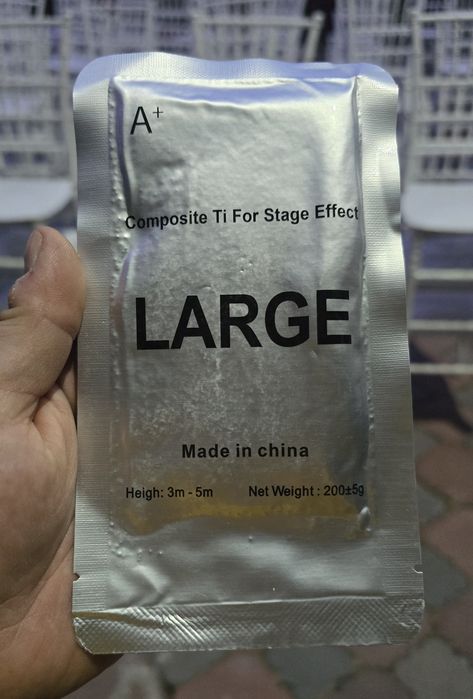 A+
Composite Ti For Stage Effect
LARGE
Made in china
Heigh: 3m - 5m Net Weight : 200±5g